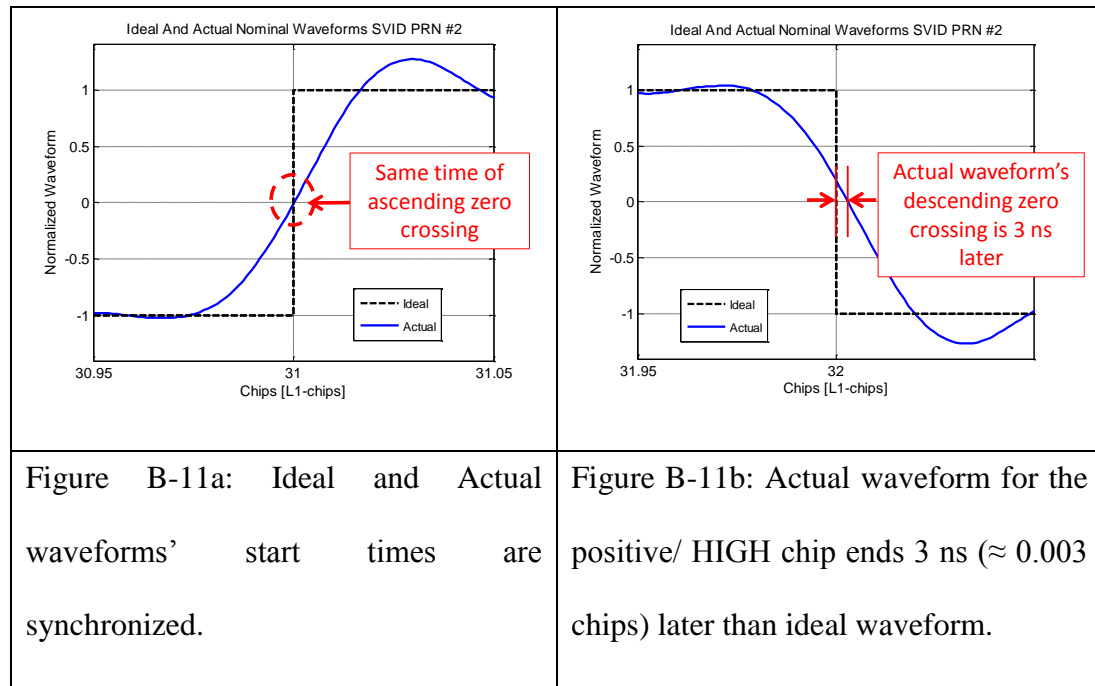 Ideal And Actual Nominal Waveforms SVID PRN #2
Normalized Waveform
1
0.5
0
-0.5
-1
30.95
31
31.05
Chips [L1-chips]
Ideal
Actual
Same time of
ascending zero
crossing
Ideal And Actual Nominal Waveforms SVID PRN #2
Normalized Waveform
1
0.5
0
-0.5
-1
31.95
32
Chips [L1-chips]
Ideal
Actual
Actual waveform's
descending zero
crossing is 3 ns
later
Figure B-11a: Ideal and Actual
waveforms’ start times are
synchronized.
Figure B-11b: Actual waveform for the
positive/ HIGH chip ends 3 ns (≈ 0.003
chips) later than ideal waveform.